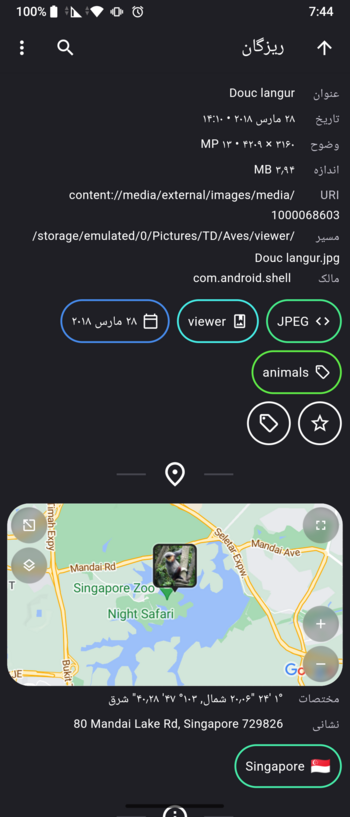 100% 7:44
ریزگان
عنوان Douc langur
تاریخ ۲۸ مارس ۲۰۱۸ • ۱۴:۱۰
وضوح ۳۱۶۰ × ۴۲۰۹ • ۱۳ MP
اندازه ۳٫۹۴ MB
URI content://media/external/images/media/
1000068603
مسیر /storage/emulated/0/Pictures/TD/Aves/viewer/
Douc langur.jpg
مالک com.android.shell
JPEG
viewer
۲۸ مارس ۲۰۱۸
animals
Mandai Rd
Seletar Expw.
Mandai Ave
Singapore Zoo
Night Safari
timah Expy
T
JE
Bukit
Go
مختصات ۱° ۲۴′ ۲۰٫۰۶″ شمال, ۱۰۳° ۴۷′ ۴۰٫۲۸″ شرق
نشانی 80 Mandai Lake Rd, Singapore 729826
Singapore